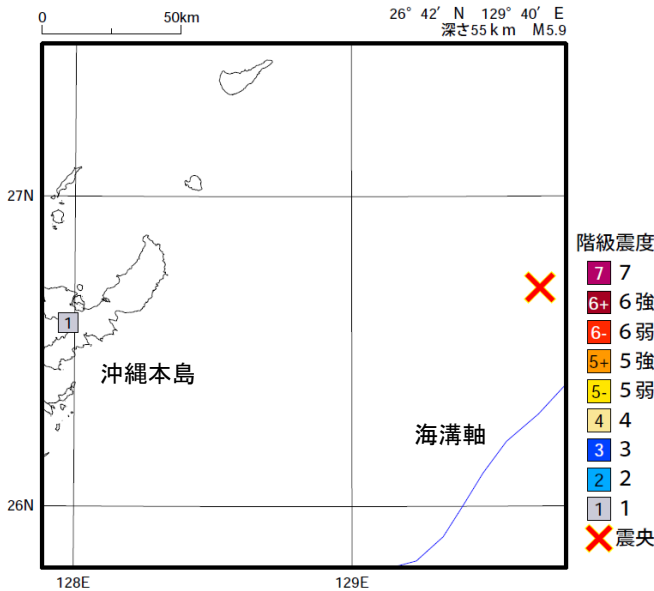 0 50km
26° 42′ N 129° 40′ E
深さ55ｋｍ M5.9
27N
階級震度
7 7
6+ 6強
6- 6弱
1
5+ 5強
沖縄本島
5- 5弱
4 4
海溝軸
3 3
2 2
26N
1 1
震央
128E 129E